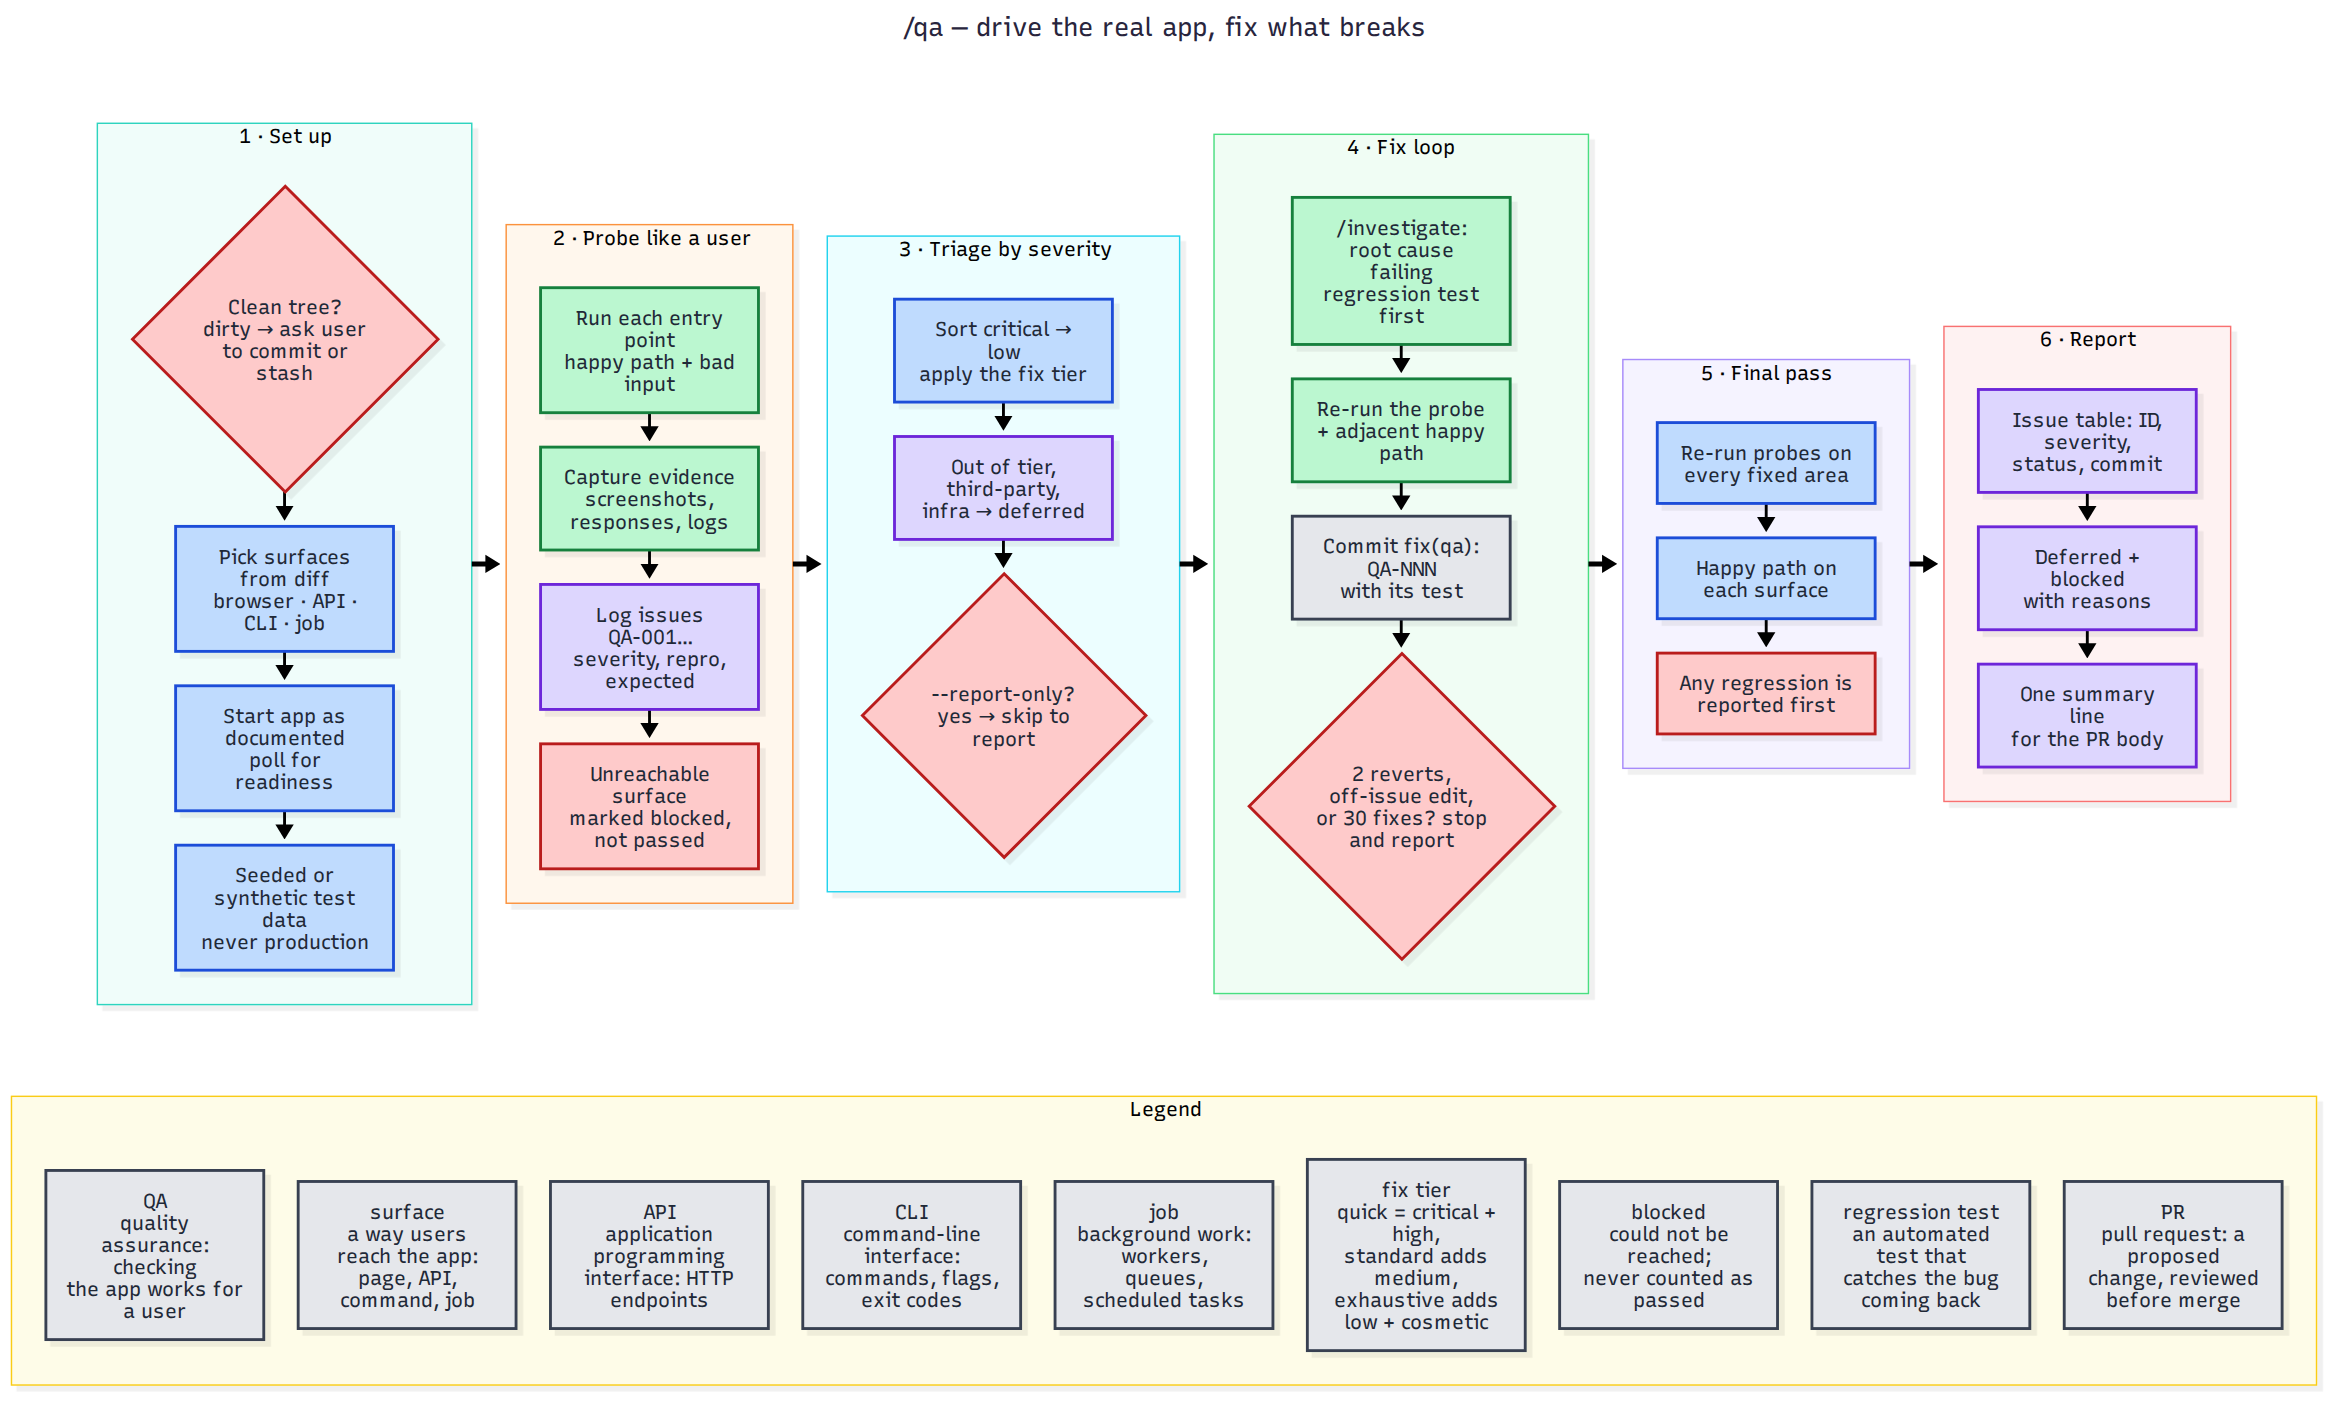 /qa – drive the real app, fix what breaks
1 · Set up
Clean tree?
dirty → ask user
to commit or
stash
Pick surfaces
from diff
browser · API ·
CLI · job
Start app as
documented
poll for
readiness
Seeded or
synthetic test
data
never production
2 · Probe like a user
Run each entry
point
happy path + bad
input
Capture evidence
screenshots,
responses, logs
Log issues
QA-001...
severity, repro,
expected
Unreachable
surface
marked blocked,
not passed
3 · Triage by severity
Sort critical →
low
apply the fix tier
Out of tier,
third-party,
infra → deferred
--report-only?
yes → skip to
report
4 · Fix loop
/investigate:
root cause
failing
regression test
first
Re-run the probe
+ adjacent happy
path
Commit fix(qa):
QA-NNN
with its test
2 reverts,
off-issue edit,
or 30 fixes? stop
and report
5 · Final pass
Re-run probes on
every fixed area
Happy path on
each surface
Any regression is
reported first
6 · Report
Issue table: ID,
severity,
status, commit
Deferred +
blocked
with reasons
One summary
line
for the PR body
Legend
QA
quality
assurance:
checking
the app works for
a user
surface
a way users
reach the app:
page, API,
command, job
API
application
programming
interface: HTTP
endpoints
CLI
command-line
interface:
commands, flags,
exit codes
job
background work:
workers,
queues,
scheduled tasks
fix tier
quick = critical +
high,
standard adds
medium,
exhaustive adds
low + cosmetic
blocked
could not be
reached;
never counted as
passed
regression test
an automated
test that
catches the bug
coming back
PR
pull request: a
proposed
change, reviewed
before merge